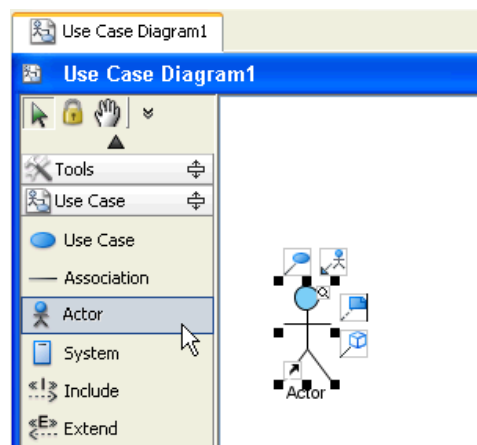 Use Case Diagram1
Use Case Diagram1
Tools
Use Case
Use Case
Association
Actor
System
«I»
Include
«E»
Extend
Actor